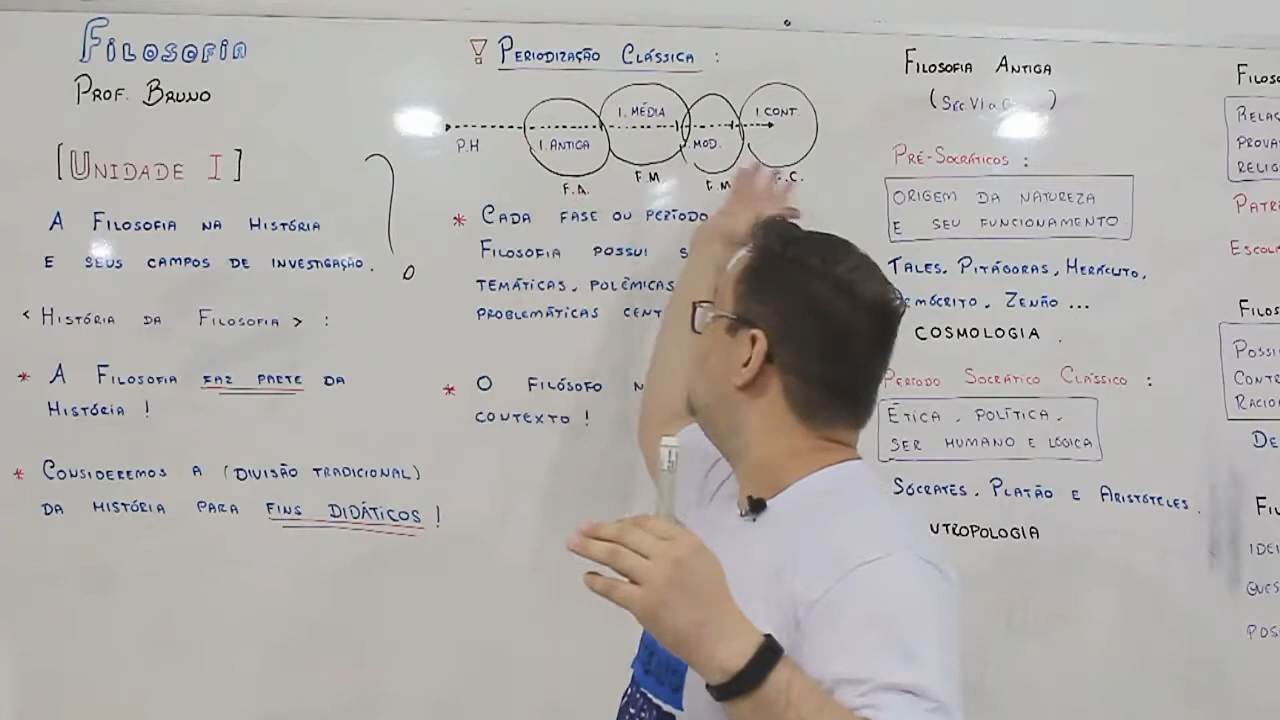 Filosofia
Prof. Bruno
[Unidade I]
A Filosofia na História
e seus campos de investigação.
< História da Filosofia > :
* A Filosofia faz parte da
História !
* Consideremos a (divisão tradicional)
da história para fins didáticos !
! Periodização Clássica :
P.H
I. Antiga
I. Média
Mod.
I Cont.
F.A.
F.M
F.M
.C.
* Cada fase ou período
Filosofia possui
temáticas, polêmicas
problemáticas
* O filósofo
contexto !
Filosofia Antiga
(Séc VI a
)
Pré-Socráticos :
Origem da natureza
e seu funcionamento
Tales, Pitágoras, Heráclito,
Zenão ...
Cosmologia .
Período Socrático Clássico :
Ética, política,
ser humano e lógica
Sócrates, Platão e Aristóteles.